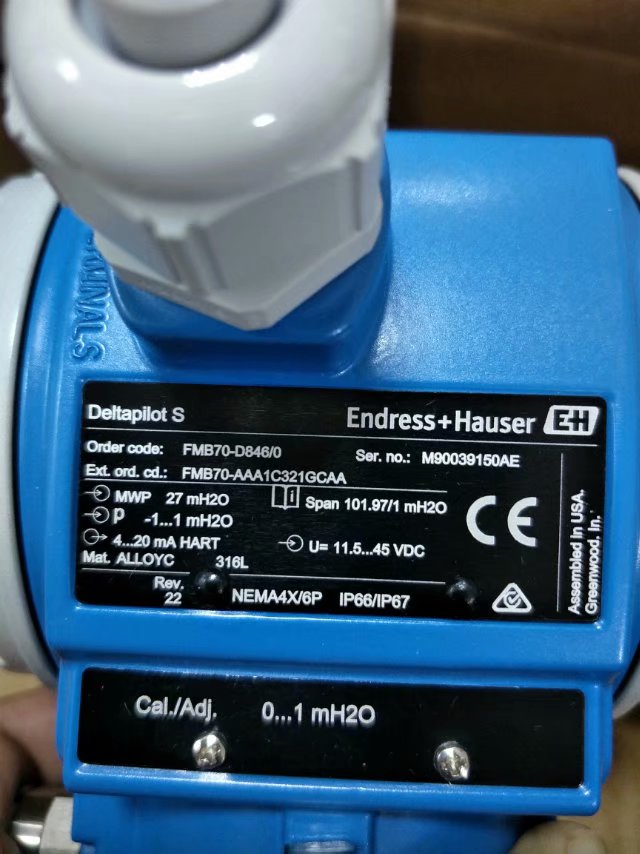 Deltapilot S
Endress+Hauser EH
Order code: FMB70-D846/0
Ser. no.: M90039150AE
Ext. ord. cd.: FMB70-AAA1C321GCAA
MWP 27 mH2O
Span 101.97/1 mH2O
p -1...1 mH2O
4...20 mA HART
U= 11.5...45 VDC
Mat. ALLOYC 316L
Rev. 22
NEMA4X/6P IP66/IP67
CE
Assembled in USA.
Greenwood, In.
Cal./Adj. 0...1 mH2O